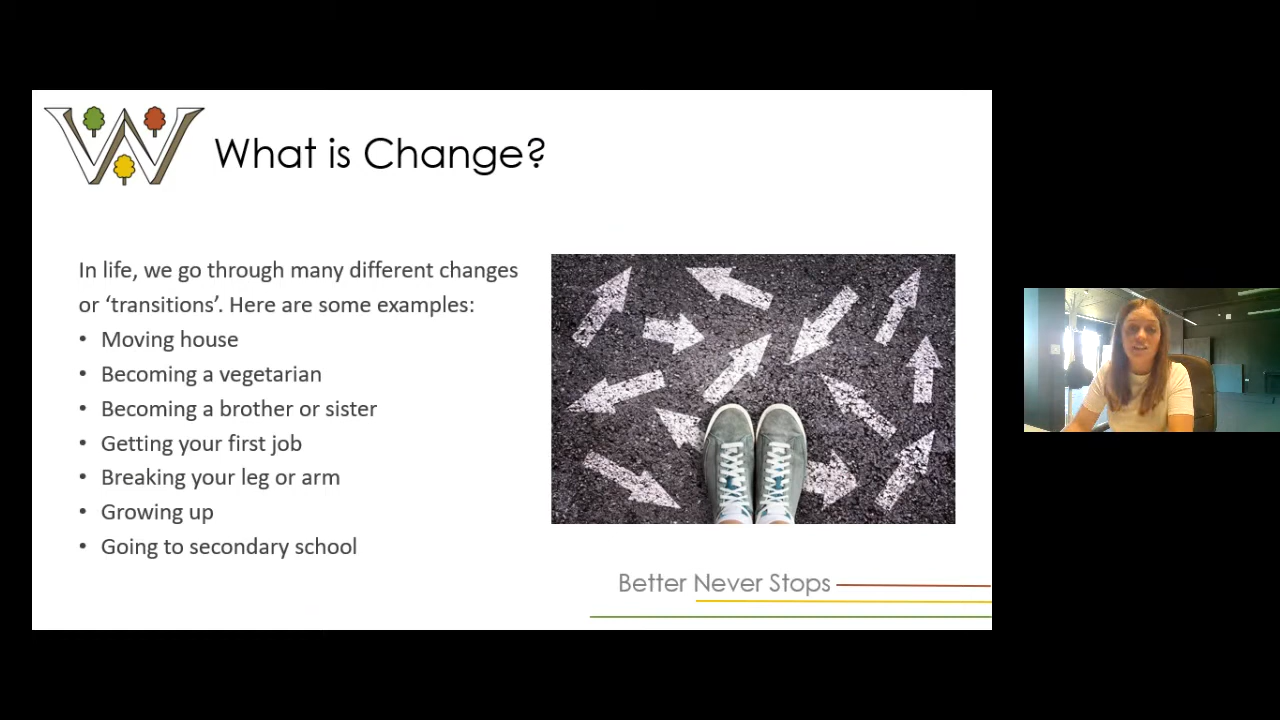 What is Change?
In life, we go through many different changes
or ‘transitions’. Here are some examples:
• Moving house
• Becoming a vegetarian
• Becoming a brother or sister
• Getting your first job
• Breaking your leg or arm
• Growing up
• Going to secondary school
Better Never Stops